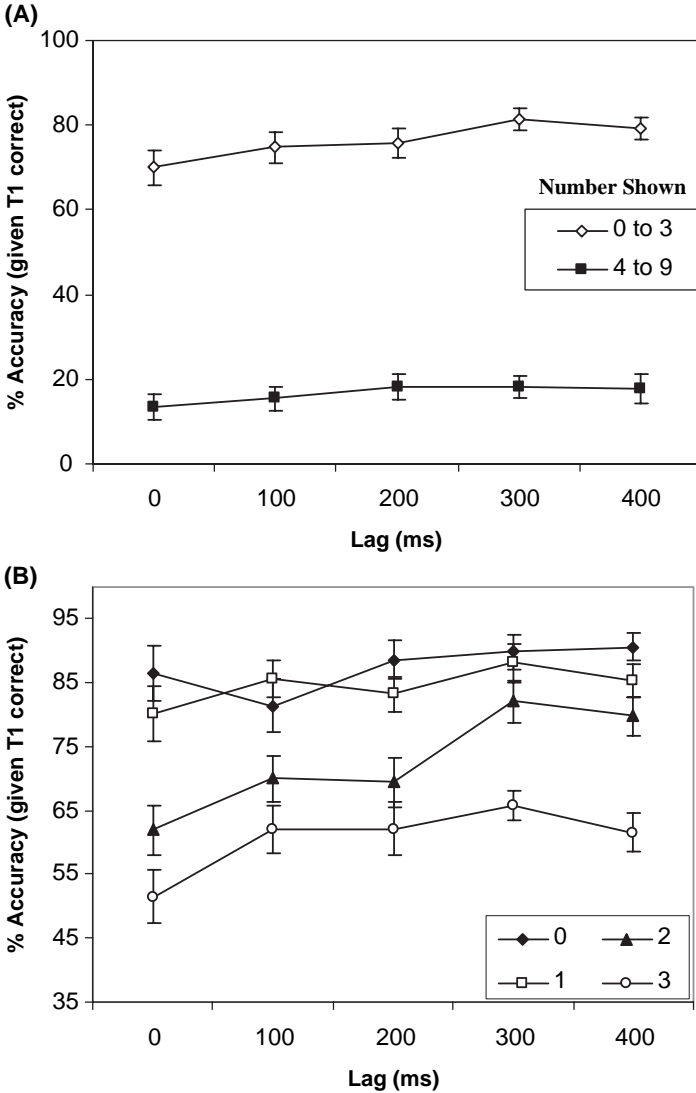 (A)
100
80
60
40
20
0
% Accuracy (given T1 correct)
Number Shown
0 to 3
4 to 9
0 100 200 300 400
Lag (ms)
(B)
95
85
75
65
55
45
35
% Accuracy (given T1 correct)
0 2
1 3
0 100 200 300 400
Lag (ms)